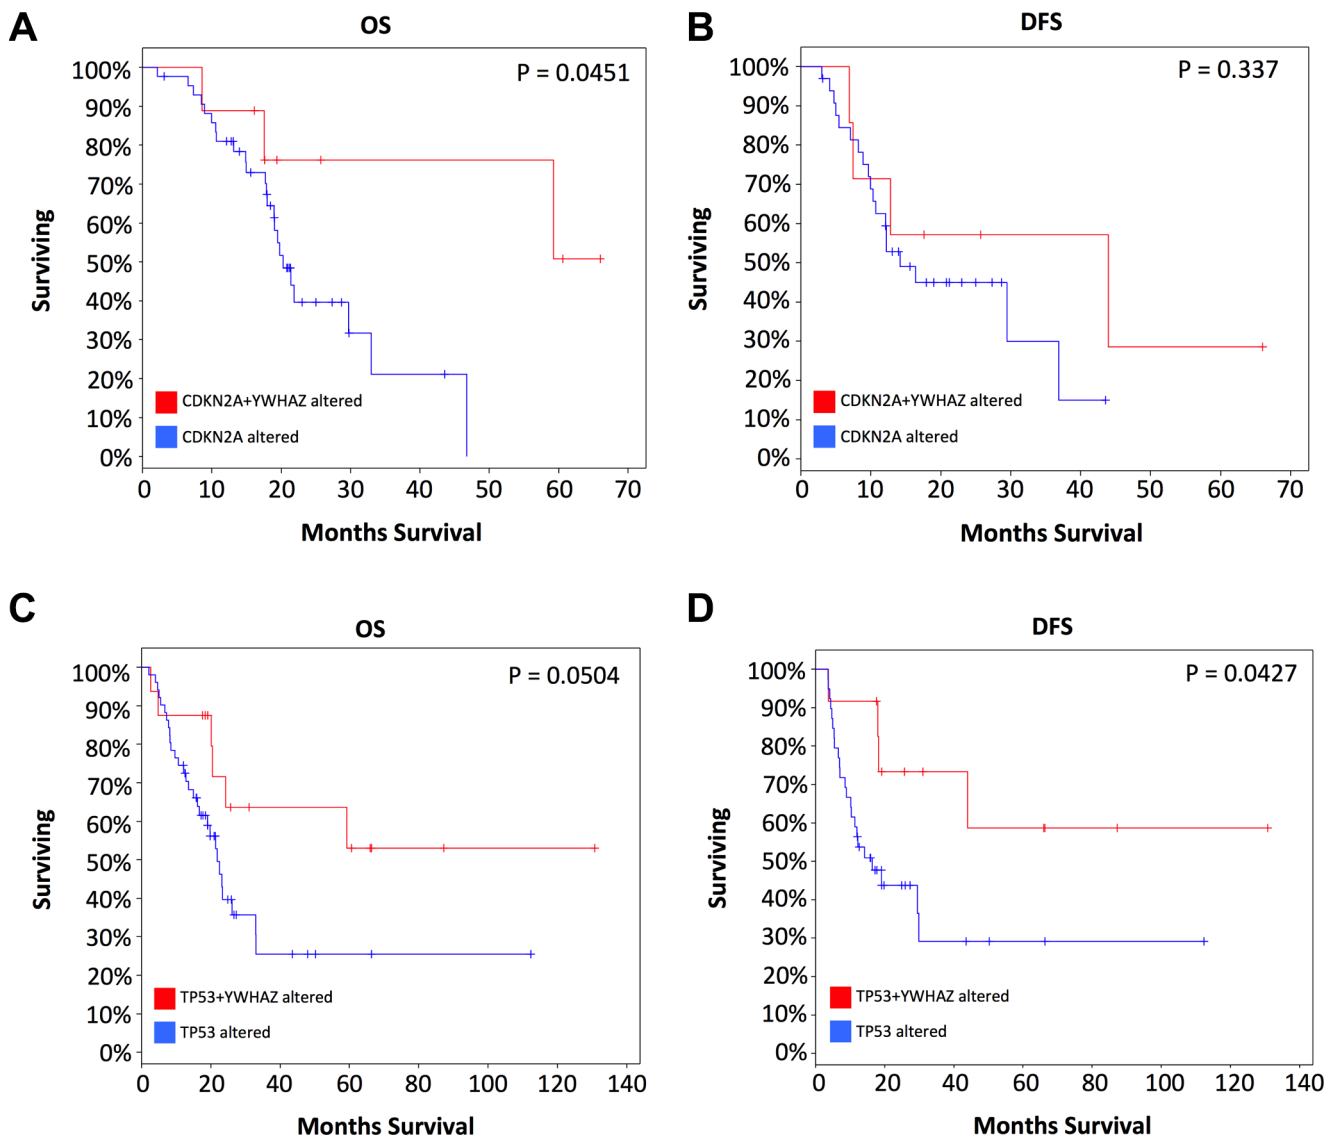 A
OS
P = 0.0451
100%
90%
80%
70%
60%
50%
40%
30%
20%
10%
0%
Surviving
CDKN2A+YWHAZ altered
CDKN2A altered
0 10 20 30 40 50 60 70
Months Survival
B
DFS
P = 0.337
100%
90%
80%
70%
60%
50%
40%
30%
20%
10%
0%
Surviving
CDKN2A+YWHAZ altered
CDKN2A altered
0 10 20 30 40 50 60 70
Months Survival
C
OS
P = 0.0504
100%
90%
80%
70%
60%
50%
40%
30%
20%
10%
0%
Surviving
TP53+YWHAZ altered
TP53 altered
0 20 40 60 80 100 120 140
Months Survival
D
DFS
P = 0.0427
100%
90%
80%
70%
60%
50%
40%
30%
20%
10%
0%
Surviving
TP53+YWHAZ altered
TP53 altered
0 20 40 60 80 100 120 140
Months Survival